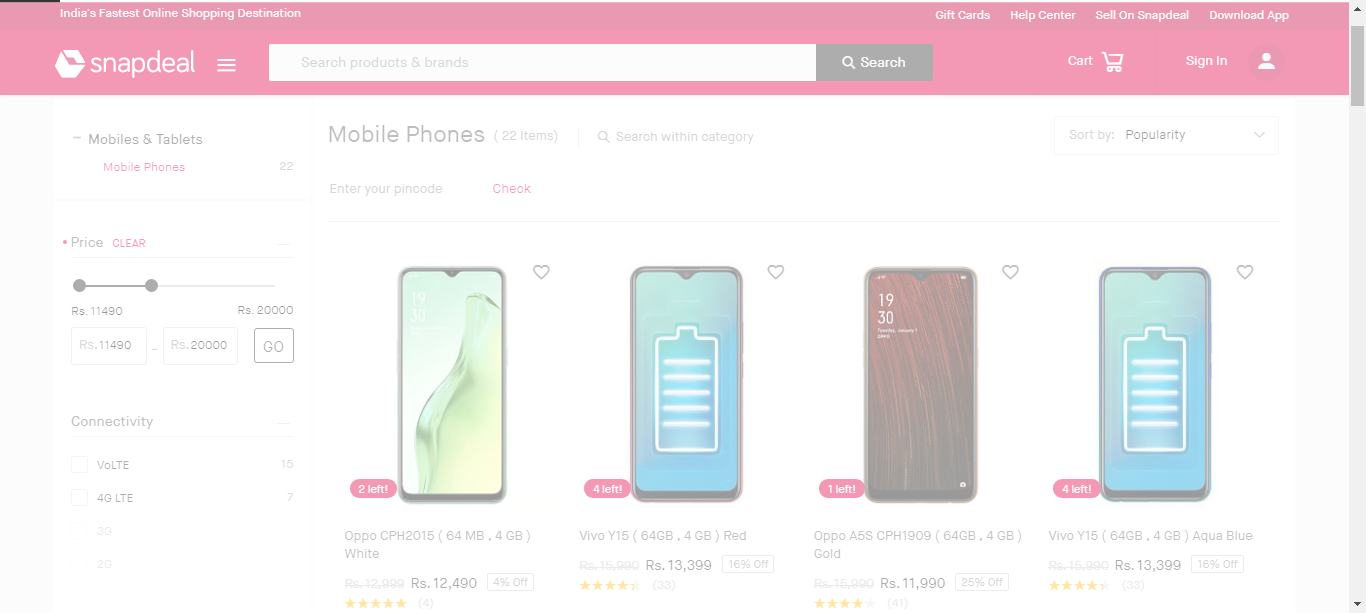 India's Fastest Online Shopping Destination
Gift Cards Help Center Sell On Snapdeal Download App
snapdeal
Search products & brands
Search
Cart
Sign In
Mobiles & Tablets
Mobile Phones 22
Mobile Phones ( 22 Items)
Search within category
Sort by: Popularity
Enter your pincode Check
Price CLEAR
Rs. 11490 Rs. 20000
Rs. 11490 – Rs. 20000 GO
Connectivity
VoLTE 15
4G LTE 7
3G
2G
19
30
19
30
Tuesday, January 1
OPPO
2 left!
4 left!
1 left!
4 left!
Oppo CPH2015 ( 64 MB , 4 GB )
White
Rs. 12,999 Rs. 12,490 4% Off
(4)
Vivo Y15 ( 64GB , 4 GB ) Red
Rs. 15,990 Rs. 13,399 16% Off
(33)
Oppo A5S CPH1909 ( 64GB , 4 GB )
Gold
Rs. 15,990 Rs. 11,990 25% Off
(41)
Vivo Y15 ( 64GB , 4 GB ) Aqua Blue
Rs. 15,990 Rs. 13,399 16% Off
(33)